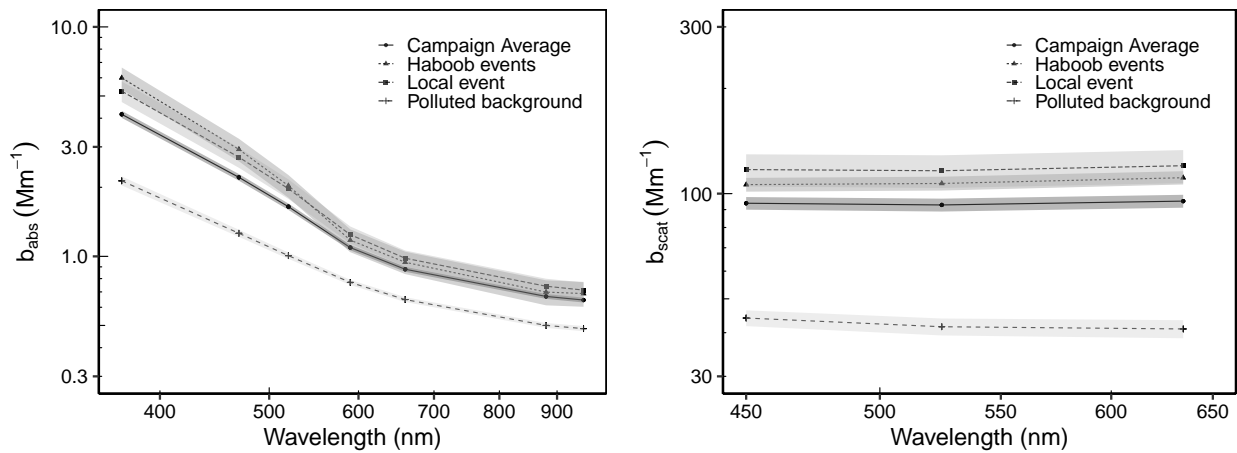 10.0
3.0
1.0
0.3
b_abs (Mm⁻¹)
Campaign Average
Haboob events
Local event
Polluted background
400 500 600 700 800 900
Wavelength (nm)
300
100
30
b_scat (Mm⁻¹)
Campaign Average
Haboob events
Local event
Polluted background
450 500 550 600 650
Wavelength (nm)